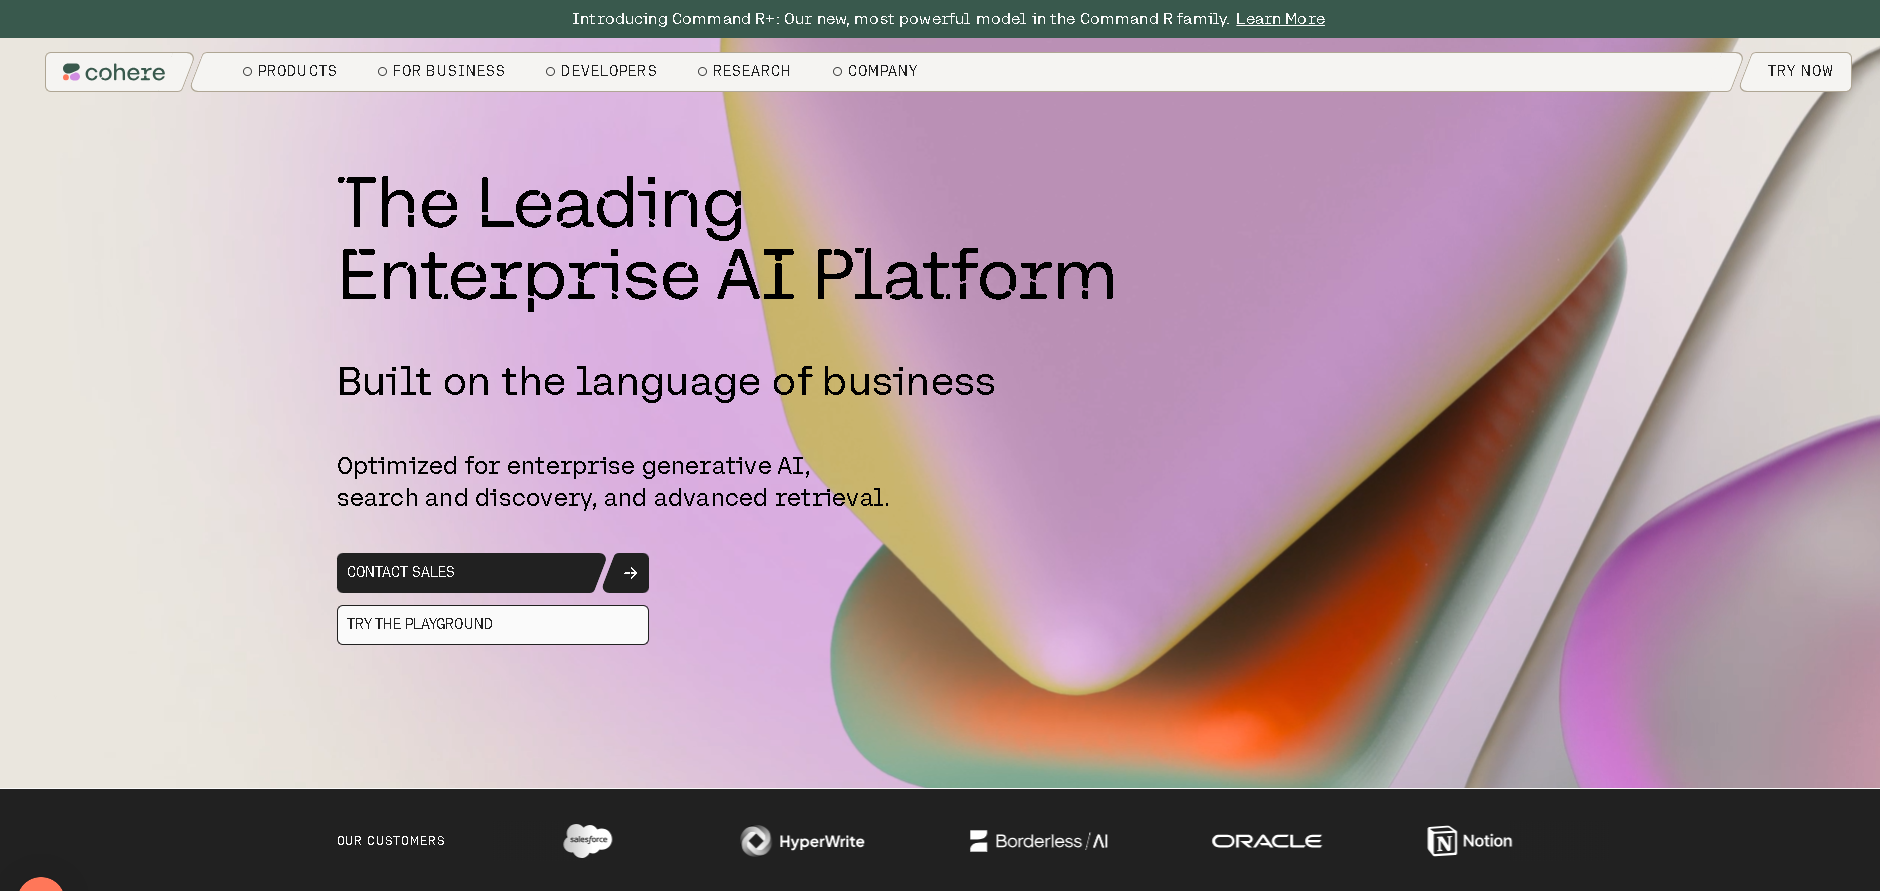 Introducing Command R+: Our new, most powerful model in the Command R family. Learn More
cohere
PRODUCTS
FOR BUSINESS
DEVELOPERS
RESEARCH
COMPANY
TRY NOW
The Leading
Enterprise AI Platform
Built on the language of business
Optimized for enterprise generative AI,
search and discovery, and advanced retrieval.
CONTACT SALES
TRY THE PLAYGROUND
OUR CUSTOMERS
salesforce
HyperWrite
Borderless/AI
ORACLE
Notion